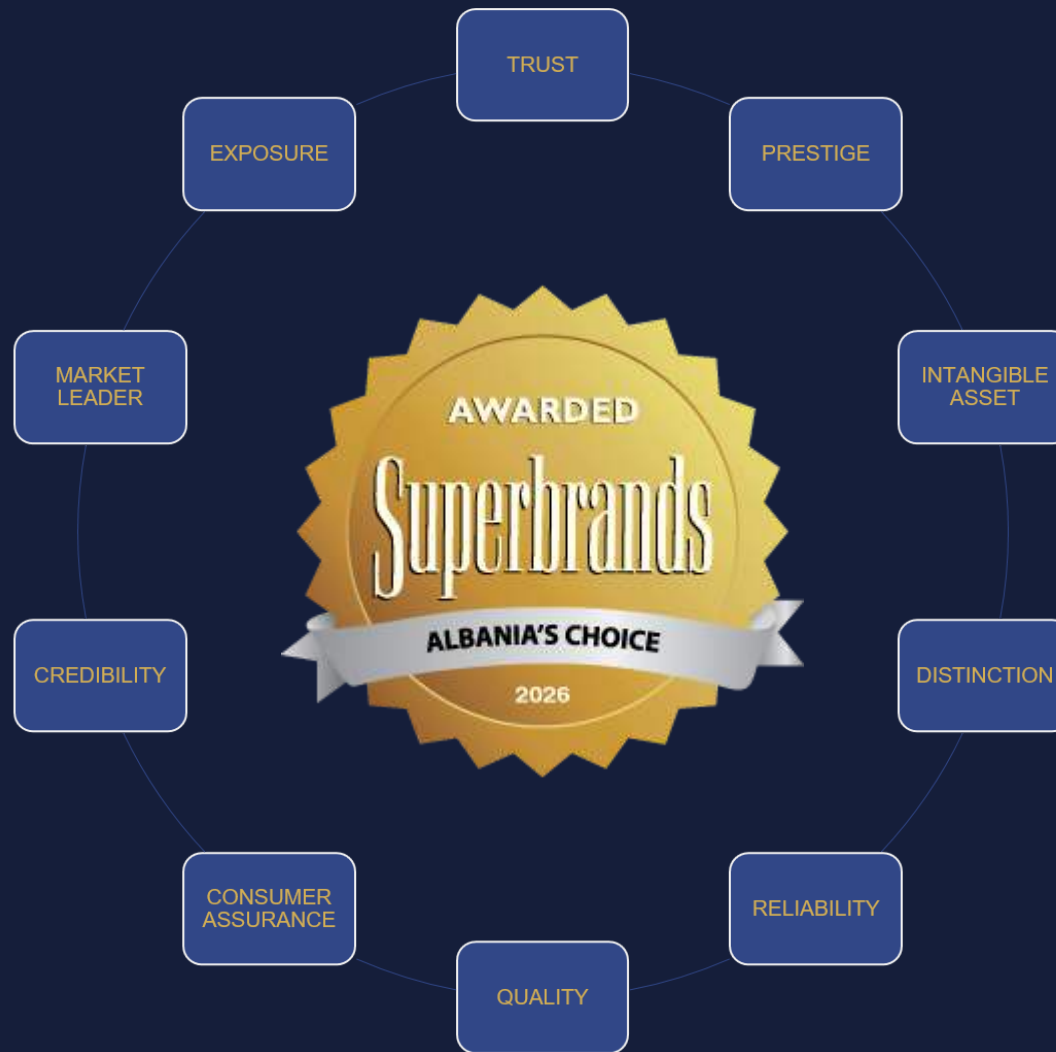 TRUST
EXPOSURE
PRESTIGE
MARKET
LEADER
INTANGIBLE
ASSET
AWARDED
Superbrands
ALBANIA'S CHOICE
2026
CREDIBILITY
DISTINCTION
CONSUMER
ASSURANCE
RELIABILITY
QUALITY